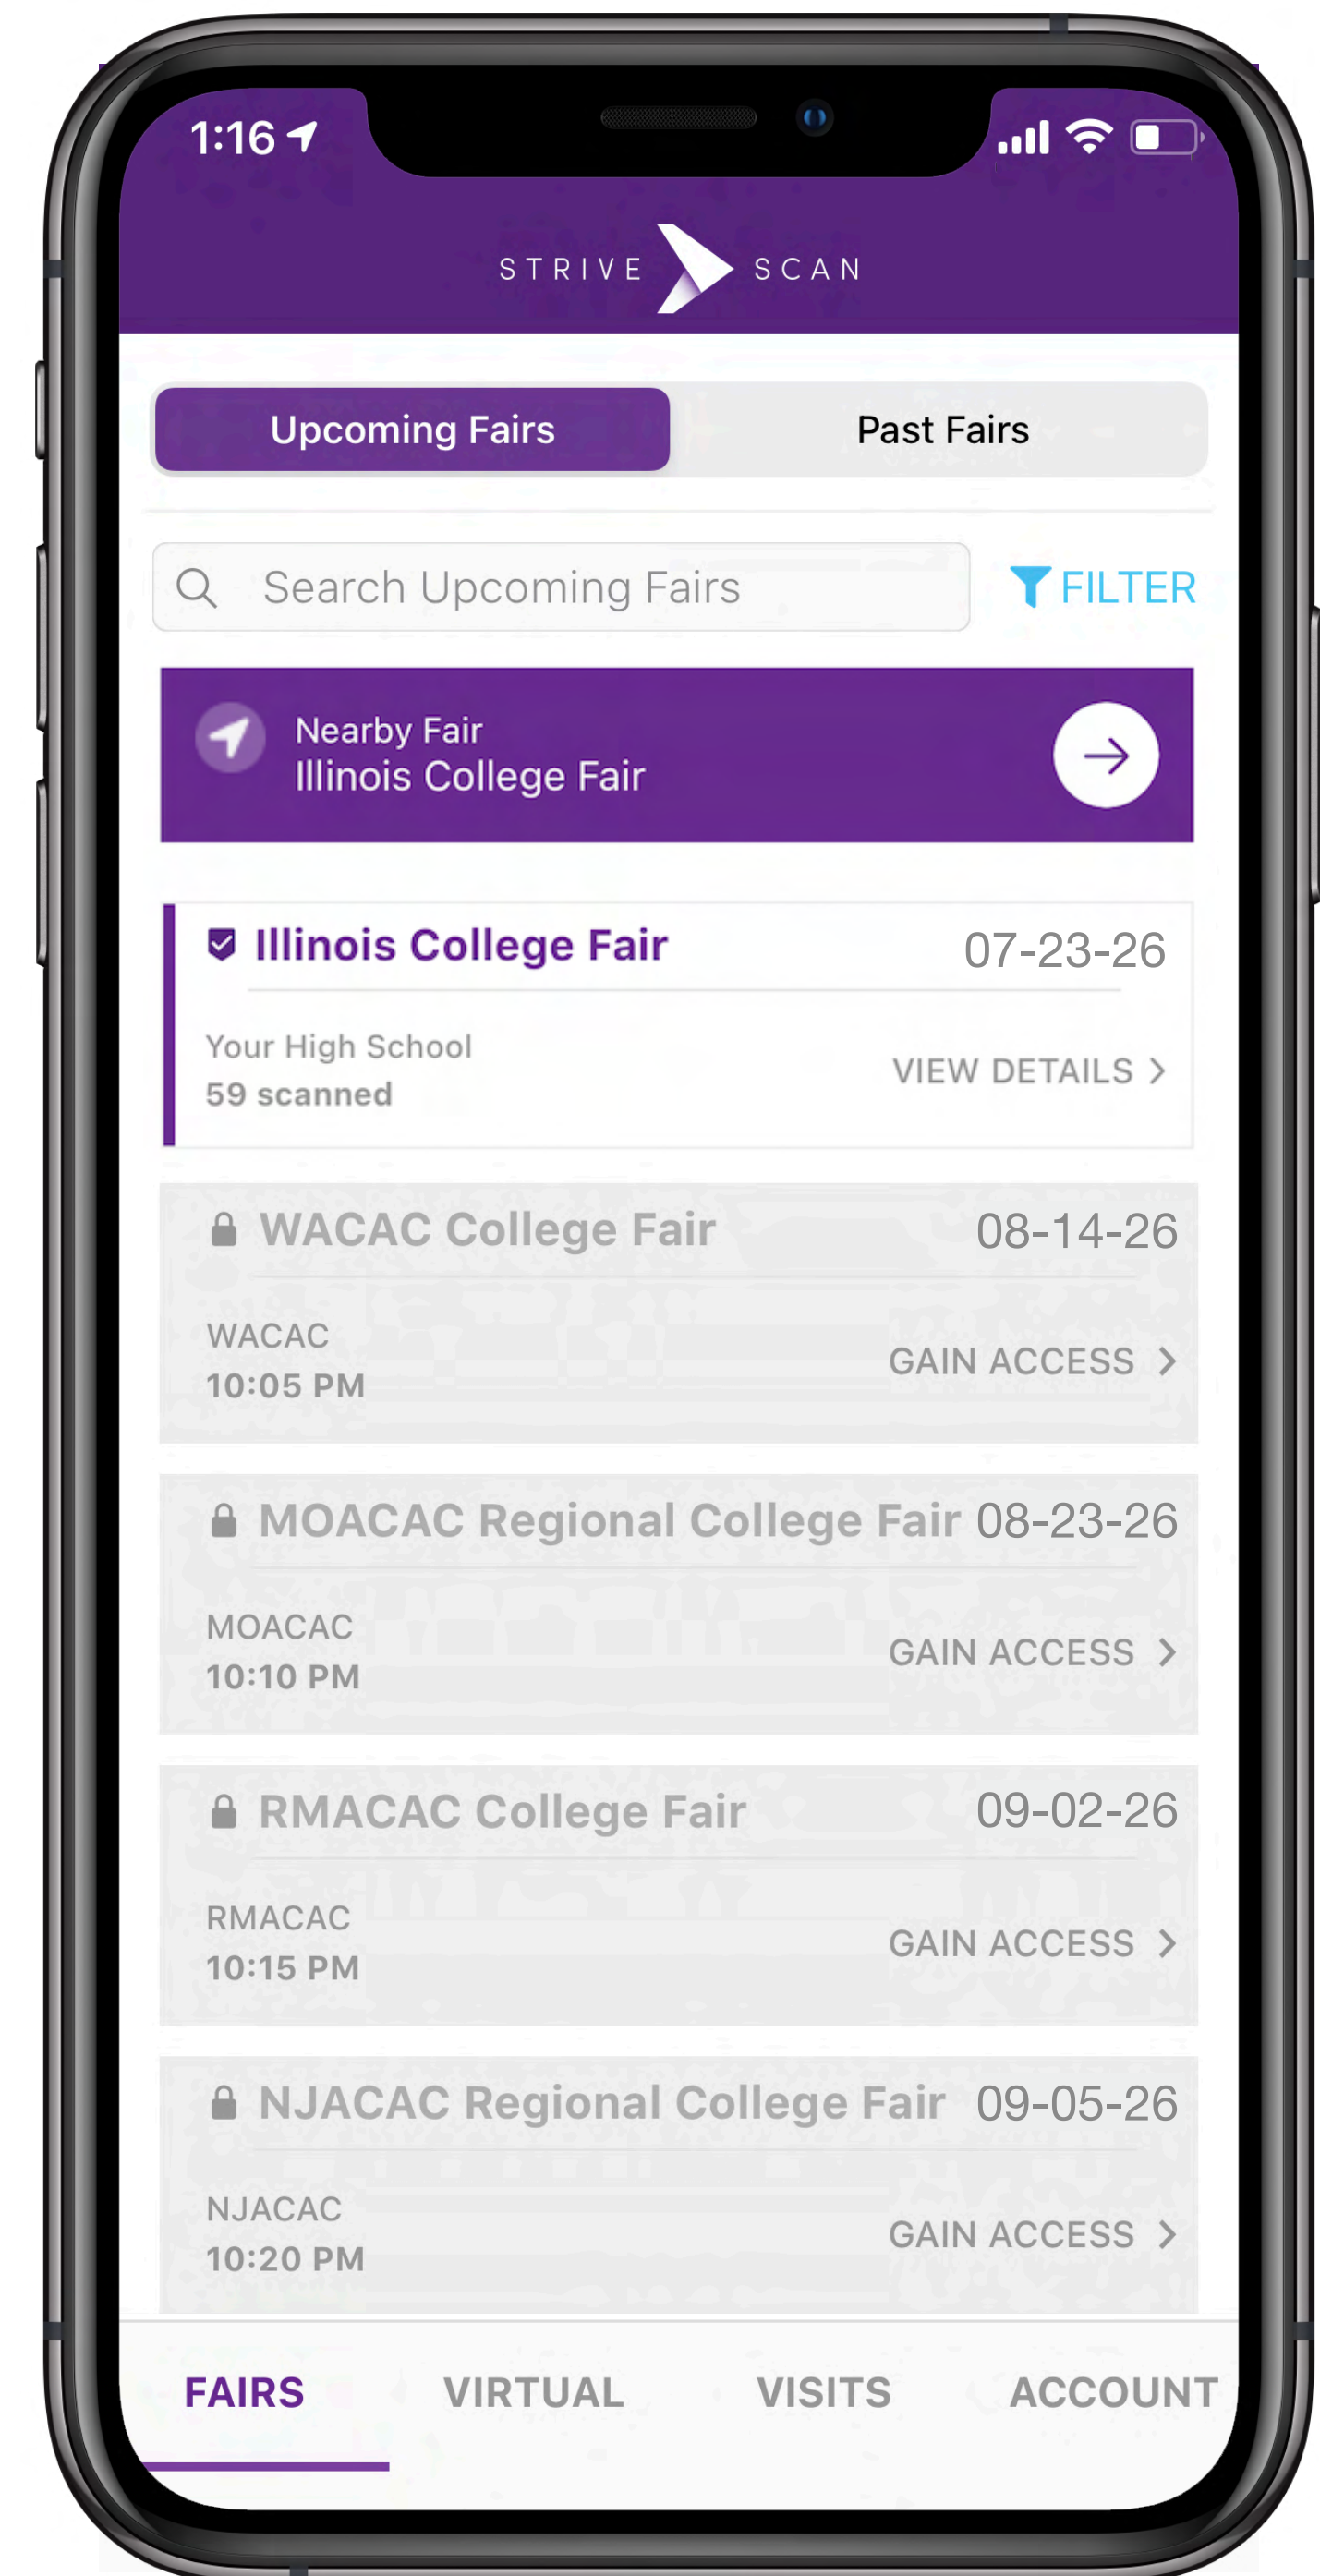 1:16
STRIVE SCAN
Upcoming Fairs Past Fairs
Search Upcoming Fairs FILTER
Nearby Fair
Illinois College Fair
Illinois College Fair 07-23-26
Your High School
59 scanned
VIEW DETAILS
WACAC College Fair 08-14-26
WACAC
10:05 PM
GAIN ACCESS
MOACAC Regional College Fair 08-23-26
MOACAC
10:10 PM
GAIN ACCESS
RMACAC College Fair 09-02-26
RMACAC
10:15 PM
GAIN ACCESS
NJACAC Regional College Fair 09-05-26
NJACAC
10:20 PM
GAIN ACCESS
FAIRS VIRTUAL VISITS ACCOUNT